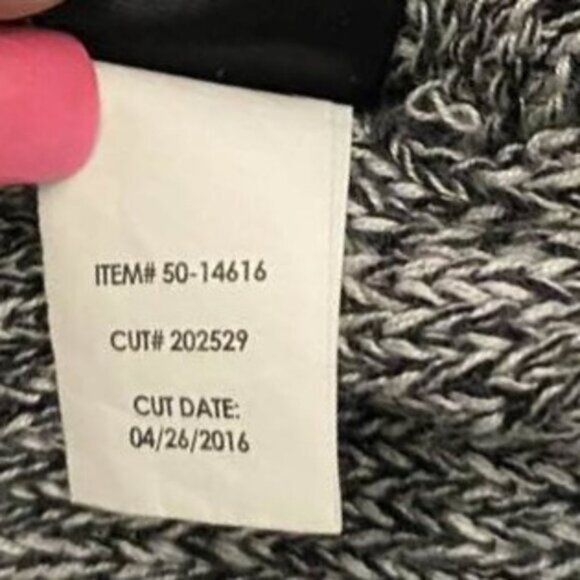 ITEM# 50-14616
CUT# 202529
CUT DATE:
04/26/2016